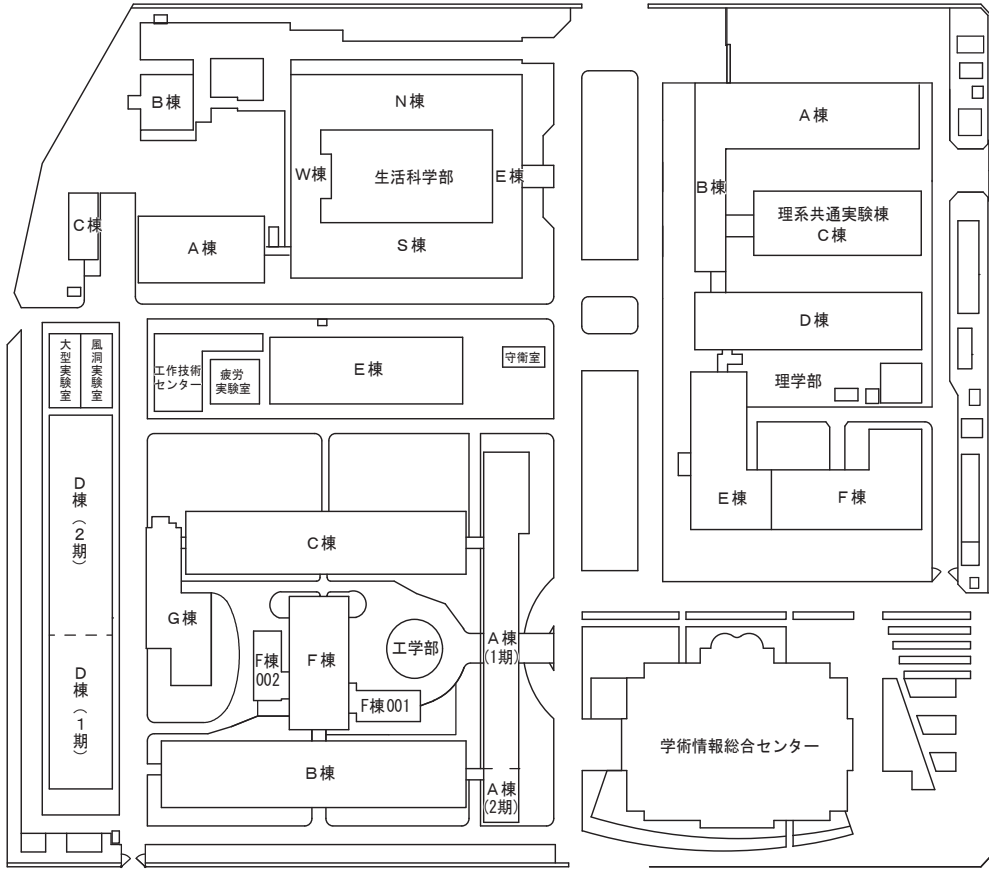 N棟
B棟
W棟
生活科学部
E棟
C棟
A棟
S棟
A棟
B棟
理系共通実験棟
C棟
D棟
大型実験室
風洞実験室
工作技術
センター
疲労
実験室
E棟
守衛室
理学部
E棟
F棟
D棟（2期）
D棟（1期）
C棟
G棟
F棟
002
F棟
工学部
F棟001
A棟
(1期)
B棟
A棟
(2期)
学術情報総合センター